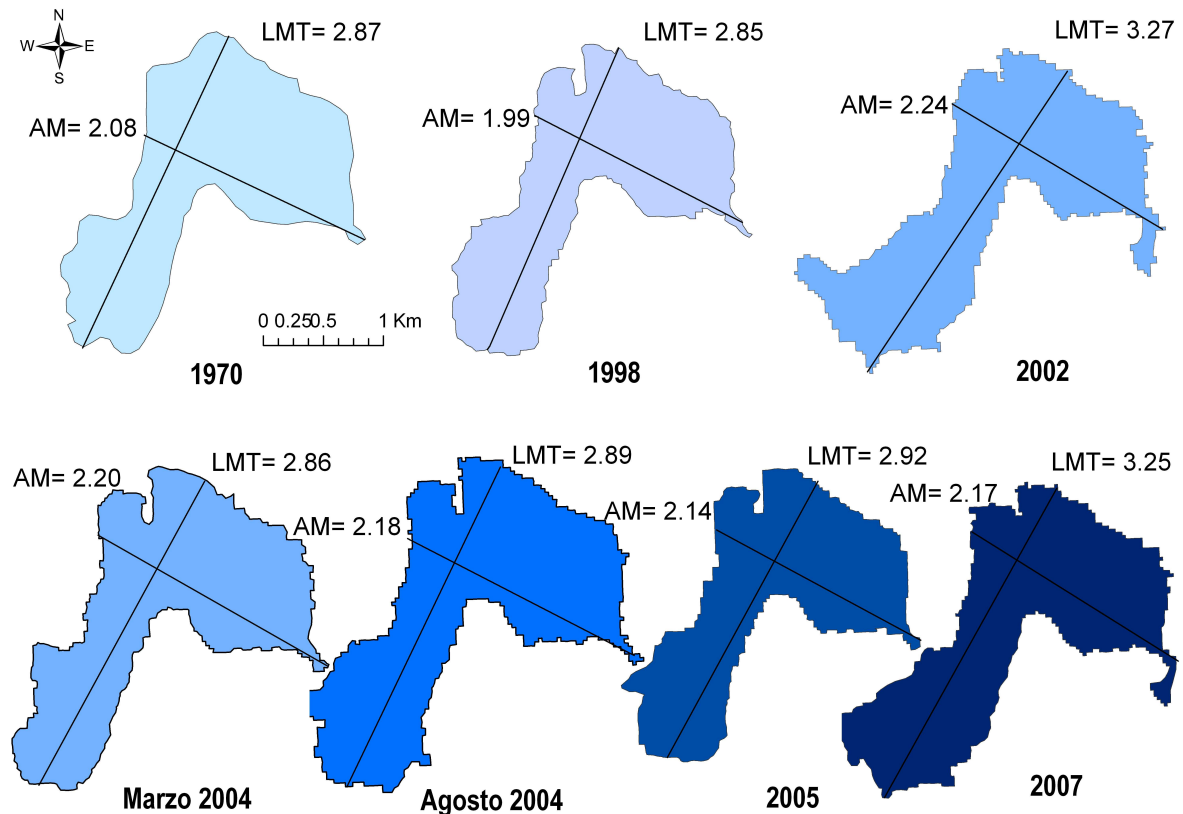 N
W E
S
LMT= 2.87
AM= 2.08
0 0.25 0.5 1 Km
1970
LMT= 2.85
AM= 1.99
1998
LMT= 3.27
AM= 2.24
2002
AM= 2.20
LMT= 2.86
Marzo 2004
LMT= 2.89
AM= 2.18
Agosto 2004
LMT= 2.92
AM= 2.14
2005
LMT= 3.25
AM= 2.17
2007